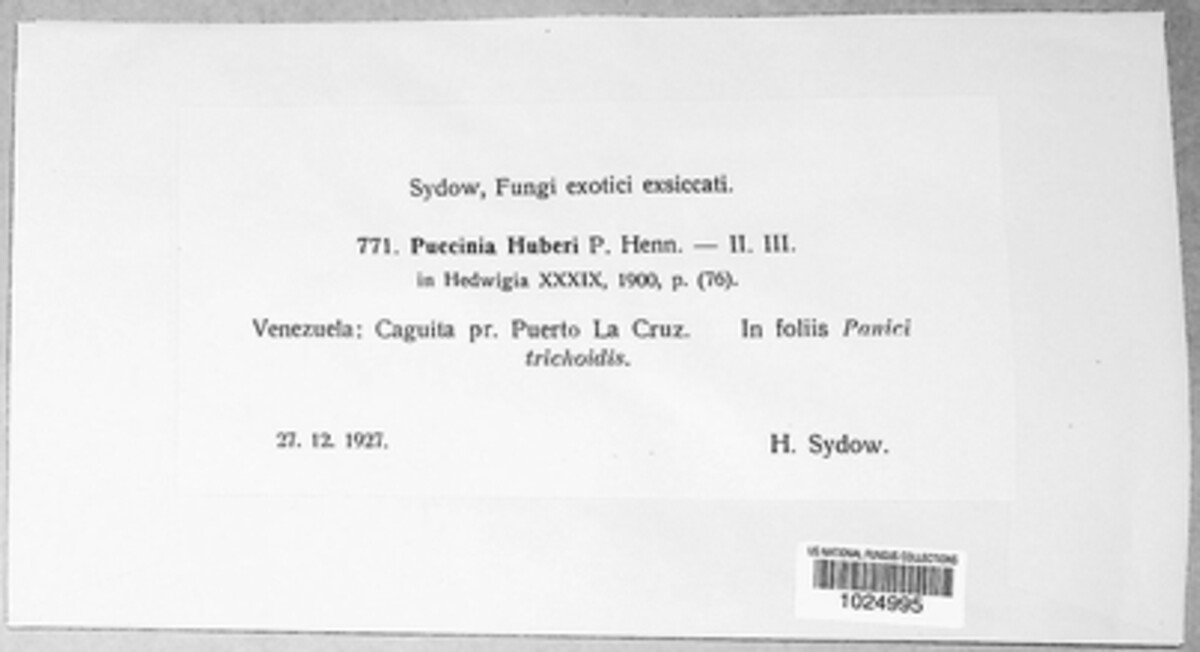 Sydow, Fungi exotici exsiccati.
771. Puccinia Huberi P. Henn. — II. III.
in Hedwigia XXXIX, 1900, p. (76).
Venezuela: Caguita pr. Puerto La Cruz. In foliis Panici
trichoidis.
27. 12. 1927. H. Sydow.
US NATIONAL FUNGUS COLLECTIONS
1024995